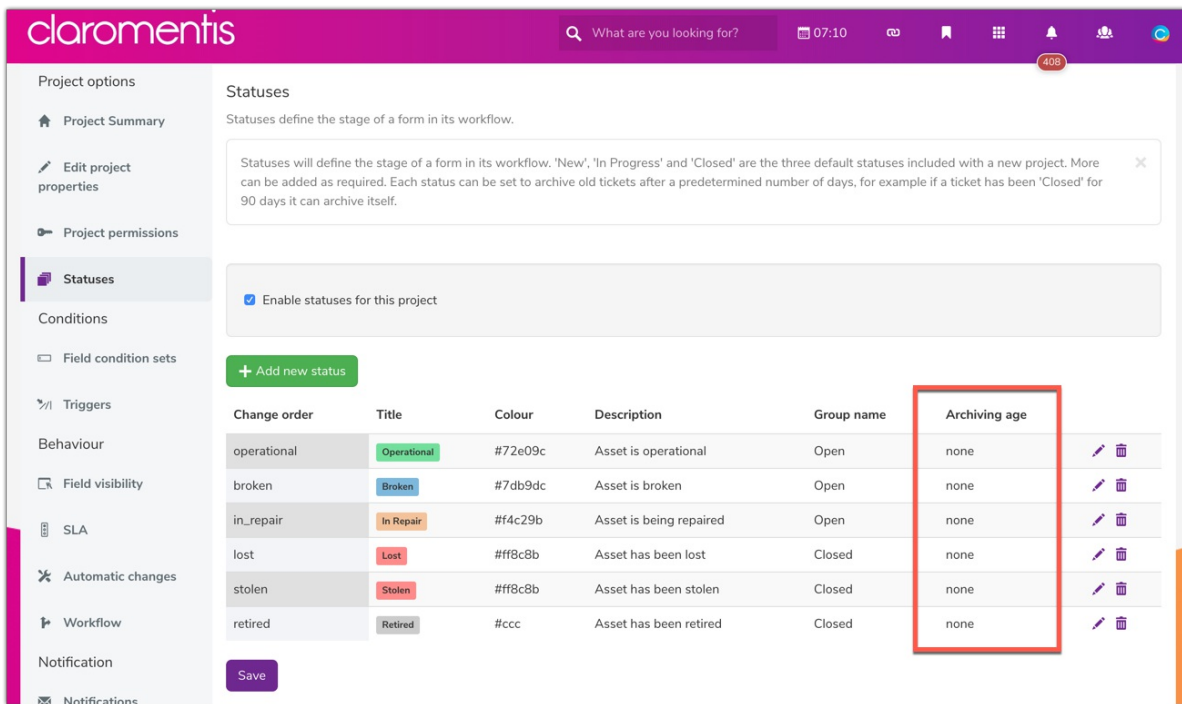 claromentis
What are you looking for?
07:10
408
Project options
Project Summary
Edit project
properties
Project permissions
Statuses
Conditions
Field condition sets
Triggers
Behaviour
Field visibility
SLA
Automatic changes
Workflow
Notification
Notifications
Statuses
Statuses define the stage of a form in its workflow.
Statuses will define the stage of a form in its workflow. 'New', 'In Progress' and 'Closed' are the three default statuses included with a new project. More
can be added as required. Each status can be set to archive old tickets after a predetermined number of days, for example if a ticket has been 'Closed' for
90 days it can archive itself.
Enable statuses for this project
Add new status
Change order Title Colour Description Group name Archiving age
operational Operational #72e09c Asset is operational Open none
broken Broken #7db9dc Asset is broken Open none
in_repair In Repair #f4c29b Asset is being repaired Open none
lost Lost #ff8c8b Asset has been lost Closed none
stolen Stolen #ff8c8b Asset has been stolen Closed none
retired Retired #ccc Asset has been retired Closed none
Save